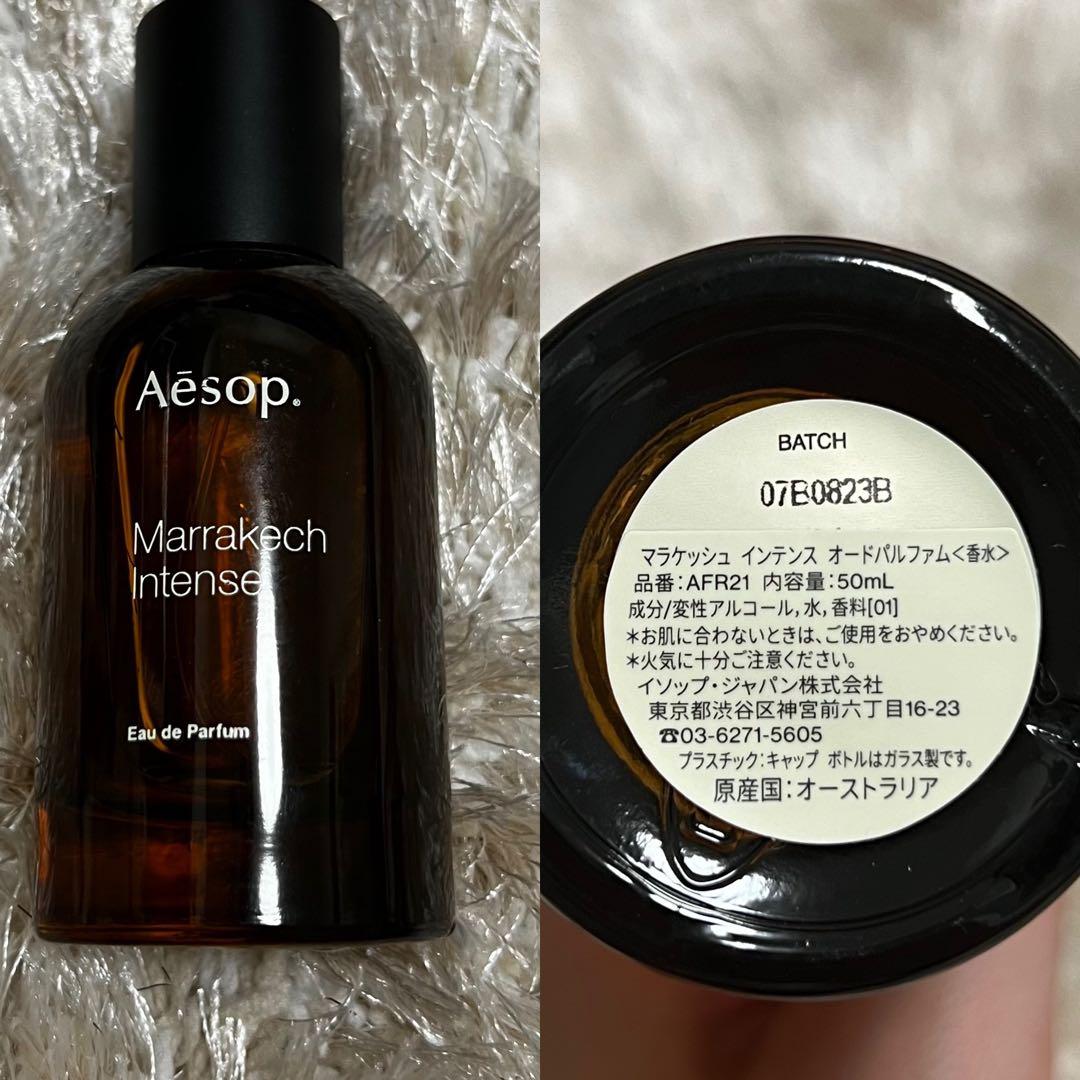 Aēsop.®
Marrakech
Intense
Eau de Parfum
BATCH
07B0823B
マラケッシュ インテンス オードパルファム<香水>
品番:AFR21 内容量:50mL
成分/変性アルコール,水,香料[01]
*お肌に合わないときは、ご使用をおやめください。
*火気に十分ご注意ください。
イソップ・ジャパン株式会社
東京都渋谷区神宮前六丁目16-23
☎03-6271-5605
プラスチック:キャップ ボトルはガラス製です。
原産国:オーストラリア